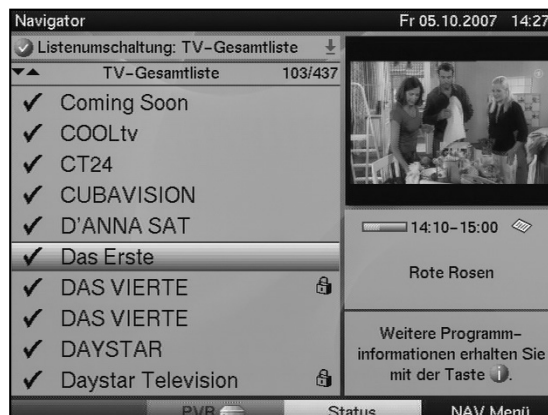 Navigator
Fr 05.10.2007 14:27
Listenumschaltung: TV-Gesamtliste
TV-Gesamtliste 103/437
Coming Soon
COOLtv
CT24
CUBAVISION
D'ANNA SAT
Das Erste
DAS VIERTE
DAS VIERTE
DAYSTAR
Daystar Television
14:10-15:00
Rote Rosen
Weitere Programm-
informationen erhalten Sie
mit der Taste i.
PVR
Status
NAV Menü